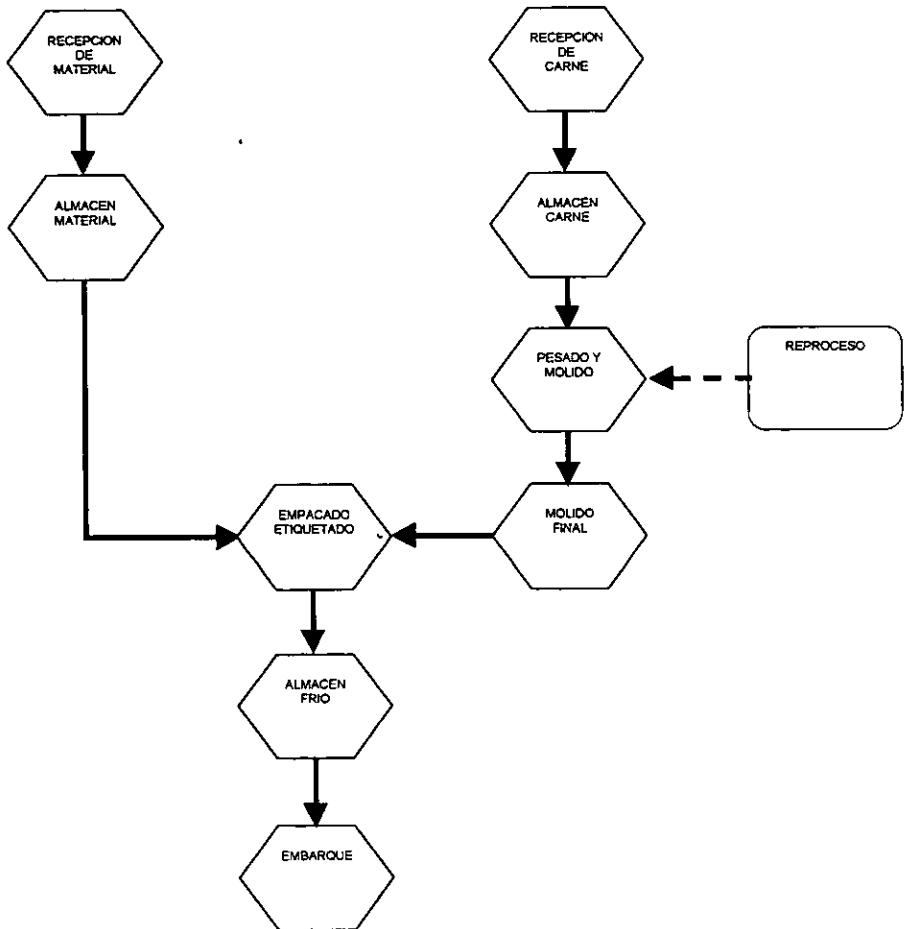 RECEPCION
DE
MATERIAL
RECEPCION
DE
CARNE
ALMACEN
MATERIAL
ALMACEN
CARNE
PESADO Y
MOLIDO
REPROCESO
EMPACADO
ETIQUETADO
MOLIDO
FINAL
ALMACEN
FRIO
EMBARQUE